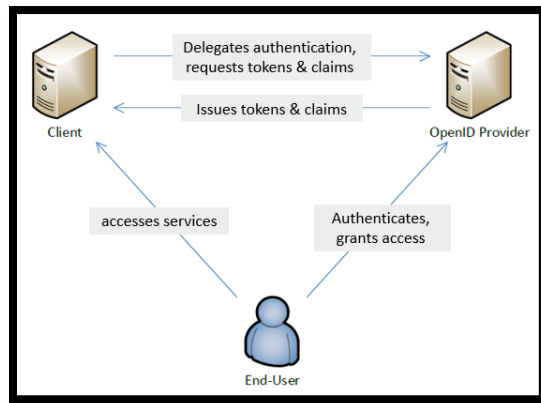 Delegates authentication,
requests tokens & claims
Issues tokens & claims
Client
OpenID Provider
accesses services
Authenticates,
grants access
End-User